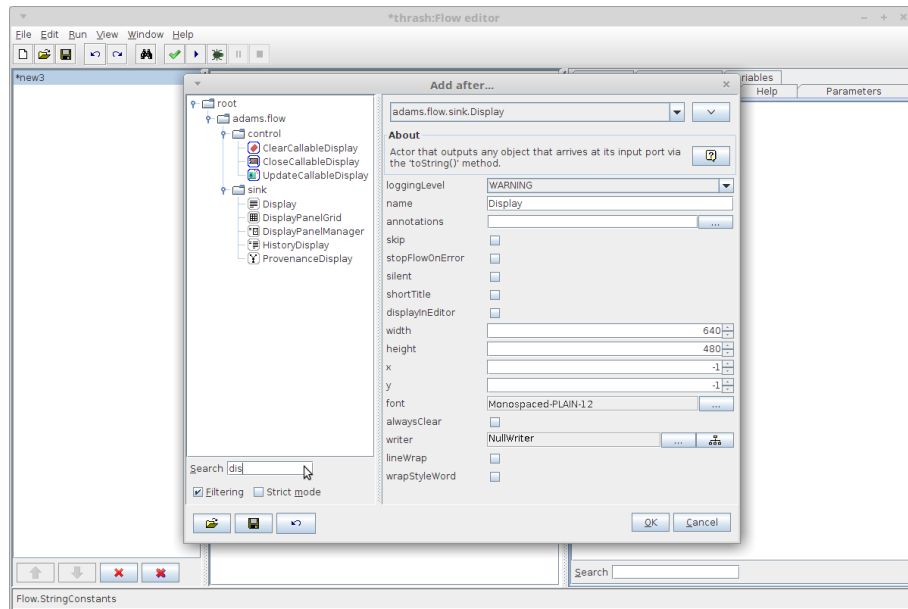 *thrash:Flow editor
File Edit Run View Window Help
*new3
riables
Help Parameters
Add after...
root
adams.flow
control
ClearCallableDisplay
CloseCallableDisplay
UpdateCallableDisplay
sink
Display
DisplayPanelGrid
DisplayPanelManager
HistoryDisplay
ProvenanceDisplay
Search dis
Filtering Strict mode
adams.flow.sink.Display
About
Actor that outputs any object that arrives at its input port via
the 'toString()' method.
loggingLevel WARNING
name Display
annotations ...
skip
stopFlowOnError
silent
shortTitle
displayInEditor
width 640
height 480
x -1
y -1
font Monospaced-PLAIN-12 ...
alwaysClear
writer NullWriter ...
lineWrap
wrapStyleWord
OK Cancel
Search
Flow.StringConstants